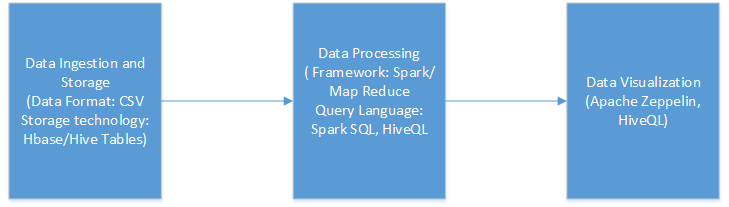 Data Ingestion and
Storage
(Data Format: CSV
Storage technology:
Hbase/Hive Tables)
Data Processing
( Framework: Spark/
Map Reduce
Query Language:
Spark SQL, HiveQL
Data Visualization
(Apache Zeppelin,
HiveQL)